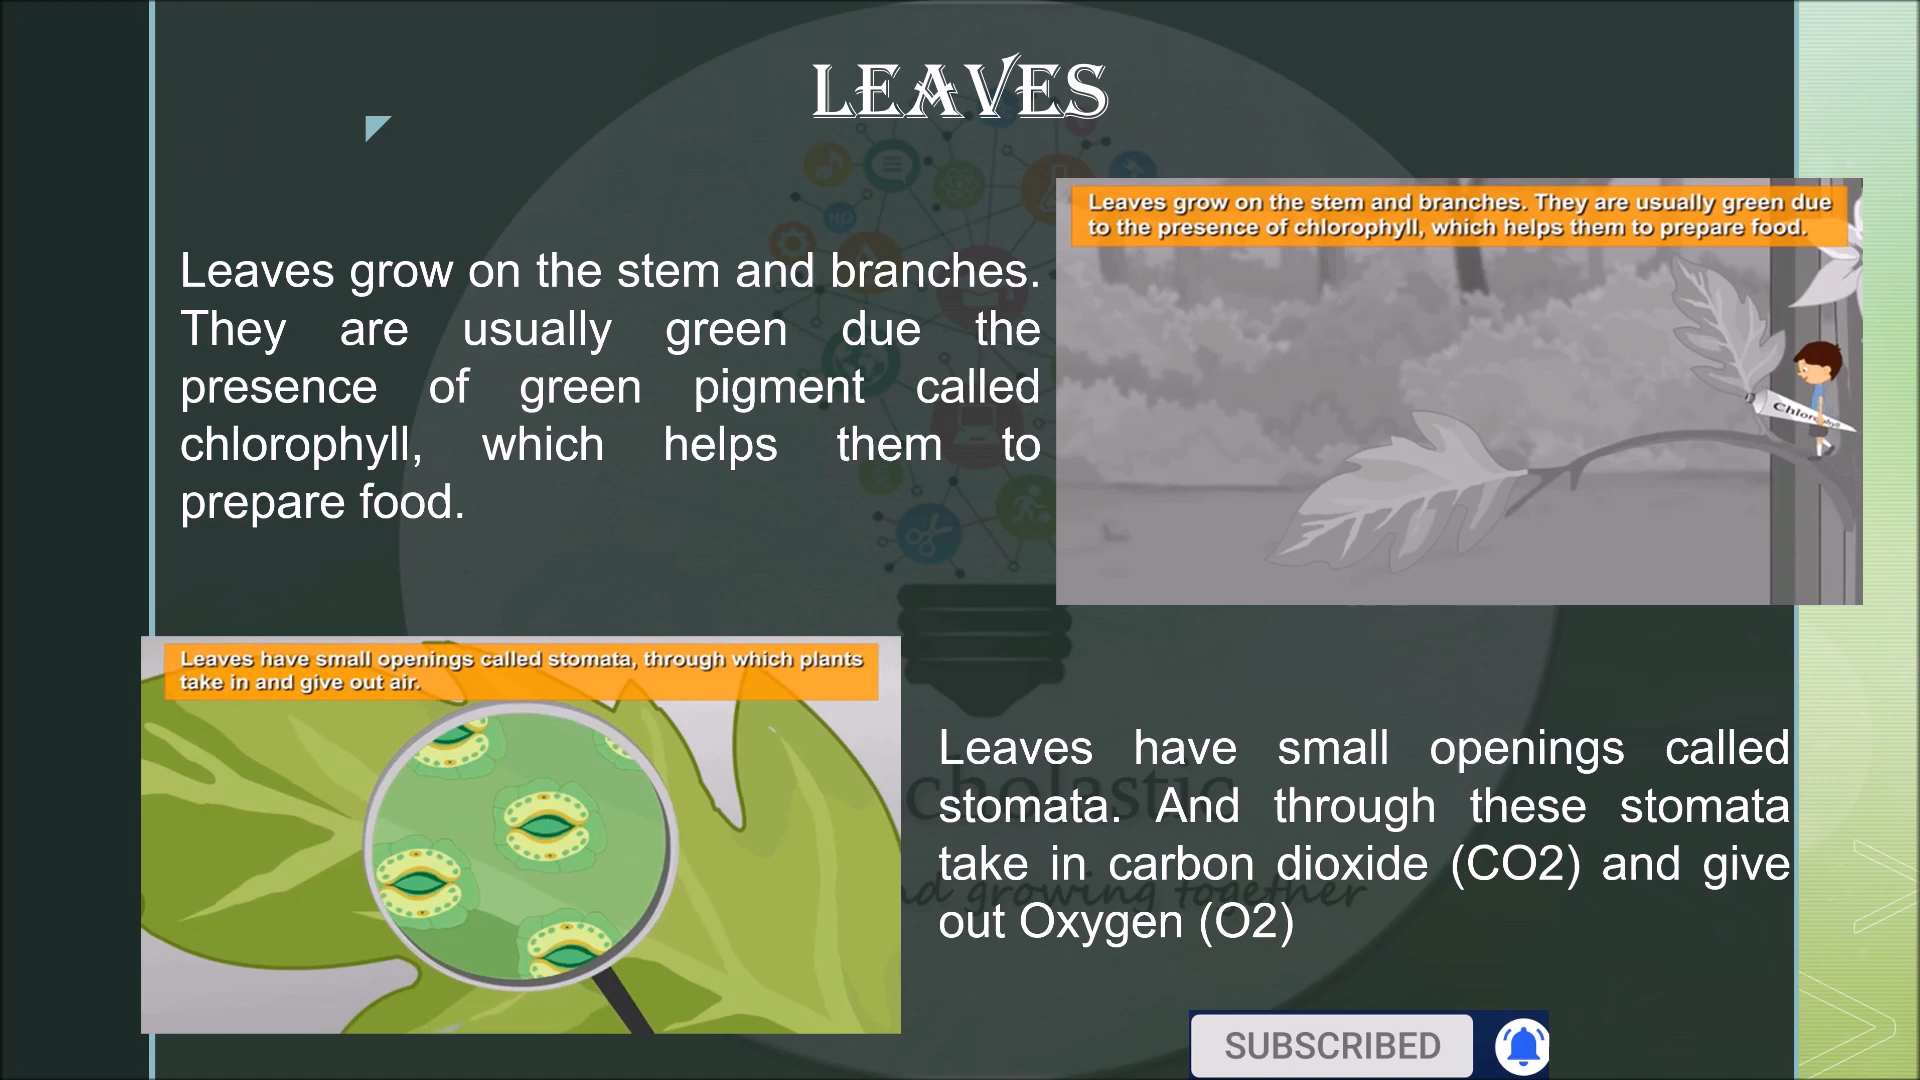 LEAVES
Leaves grow on the stem and branches. They are usually green due
to the presence of chlorophyll, which helps them to prepare food.
Leaves grow on the stem and branches.
They are usually green due the
presence of green pigment called
chlorophyll, which helps them to
prepare food.
Leaves have small openings called stomata, through which plants
take in and give out air.
Leaves have small openings called
stomata. And through these stomata
take in carbon dioxide (CO2) and give
out Oxygen (O2)
cholastic
growing together
SUBSCRIBED